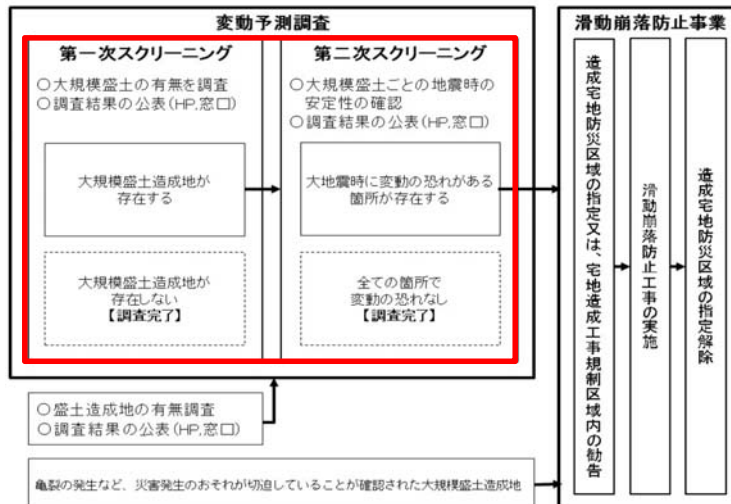 変動予測調査
第一次スクリーニング
○大規模盛土の有無を調査
○調査結果の公表(HP,窓口)
大規模盛土造成地が
存在する
大規模盛土造成地が
存在しない
【調査完了】
第二次スクリーニング
○大規模盛土ごとの地震時の
安定性の確認
○調査結果の公表(HP,窓口)
大地震時に変動の恐れがある
箇所が存在する
全ての箇所で
変動の恐れなし
【調査完了】
○盛土造成地の有無調査
○調査結果の公表(HP,窓口)
亀裂の発生など、災害発生のおそれが切迫していることが確認された大規模盛土造成地
滑動崩落防止事業
造成宅地防災区域の指定又は、宅地造成工事規制区域内の勧告
滑動崩落防止工事の実施
造成宅地防災区域の指定解除